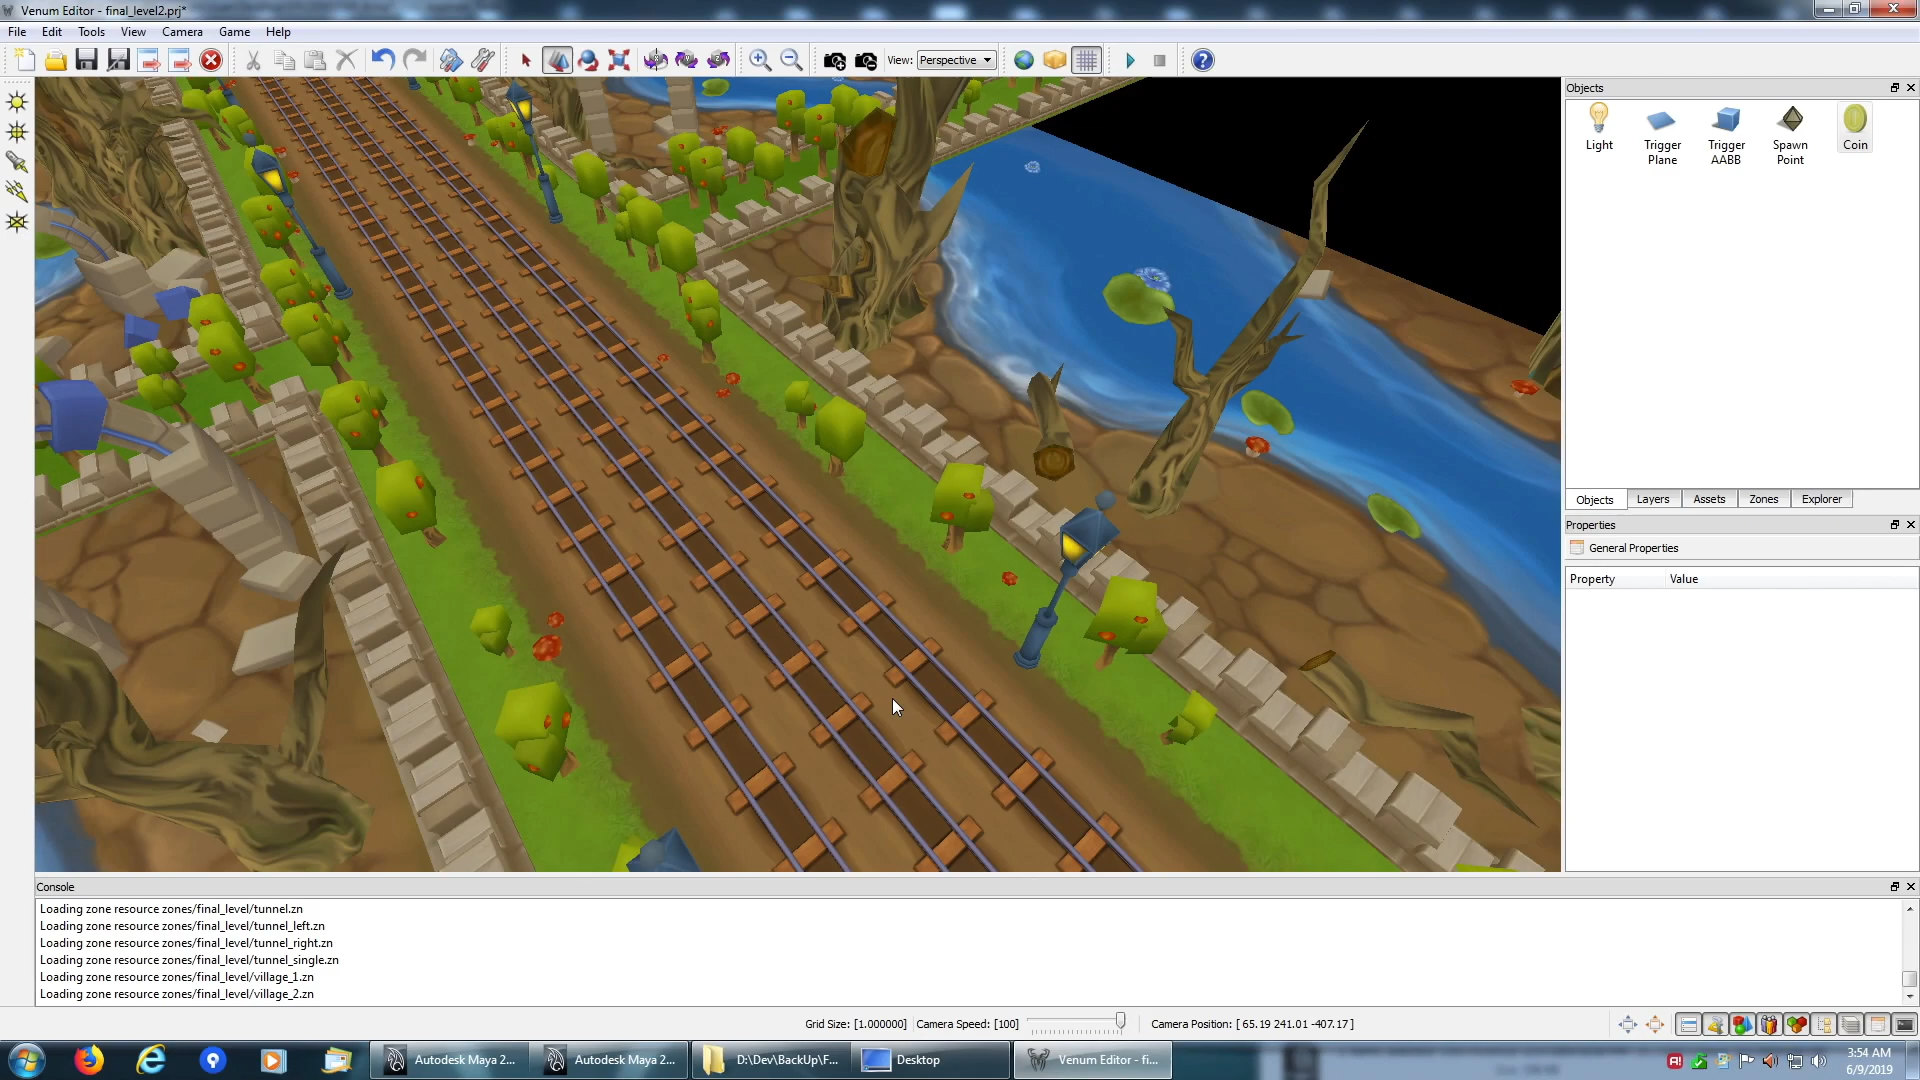 Venum Editor - final_level2.prj*
File Edit Tools View Camera Game Help
View: Perspective
Objects
Light
Trigger Plane
Trigger AABB
Spawn Point
Coin
Objects Layers Assets Zones Explorer
Properties
General Properties
Property Value
Console
Loading zone resource zones/final_level/tunnel.zn
Loading zone resource zones/final_level/tunnel_left.zn
Loading zone resource zones/final_level/tunnel_right.zn
Loading zone resource zones/final_level/tunnel_single.zn
Loading zone resource zones/final_level/village_1.zn
Loading zone resource zones/final_level/village_2.zn
Grid Size: [1.000000] Camera Speed: [100] Camera Position: [ 65.19 241.01 -407.17 ]
Autodesk Maya 2... Autodesk Maya 2... D:\Dev\BackUp\F... Desktop Venum Editor - fi...
3:54 AM
6/9/2019